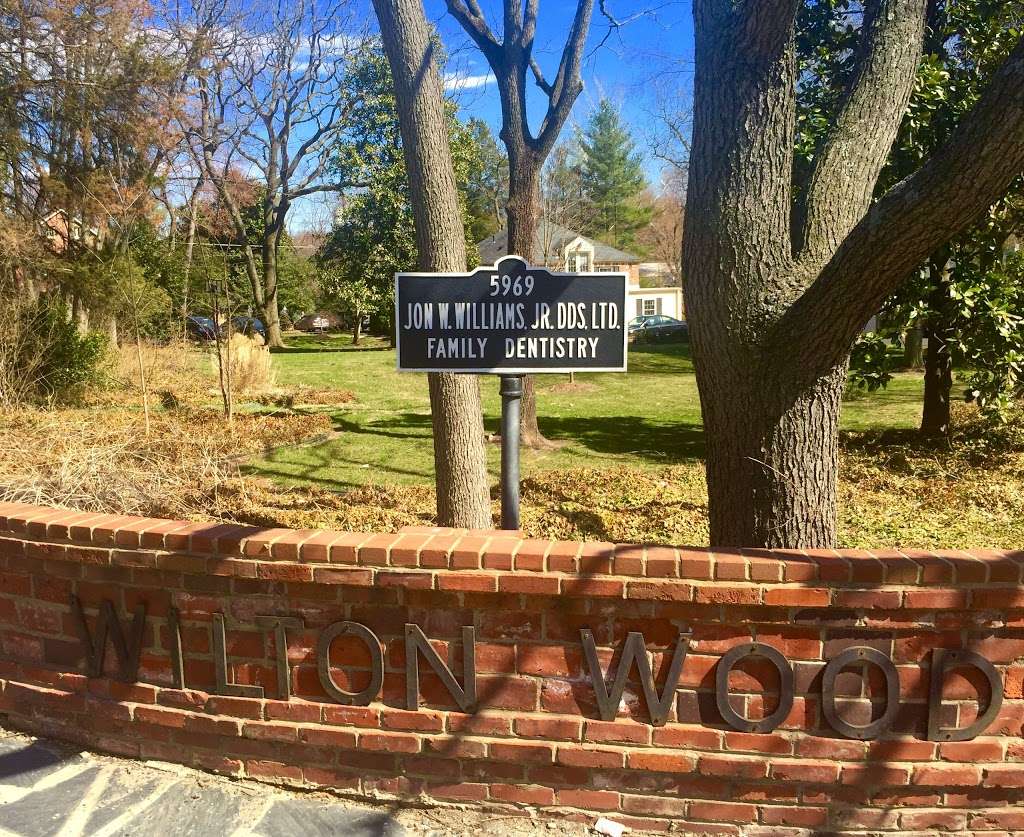 5969
JON W. WILLIAMS, JR. DDS, LTD.
FAMILY DENTISTRY
WILTON WOOD